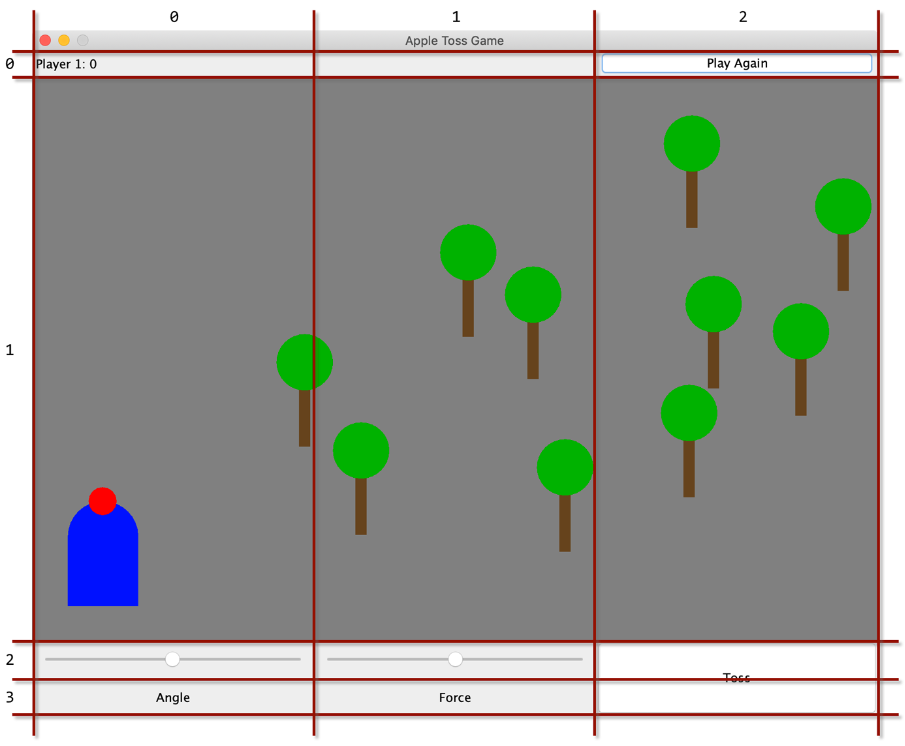 0 1 2
Apple Toss Game
0 Player 1: 0 Play Again
1
2
Toss
3 Angle Force